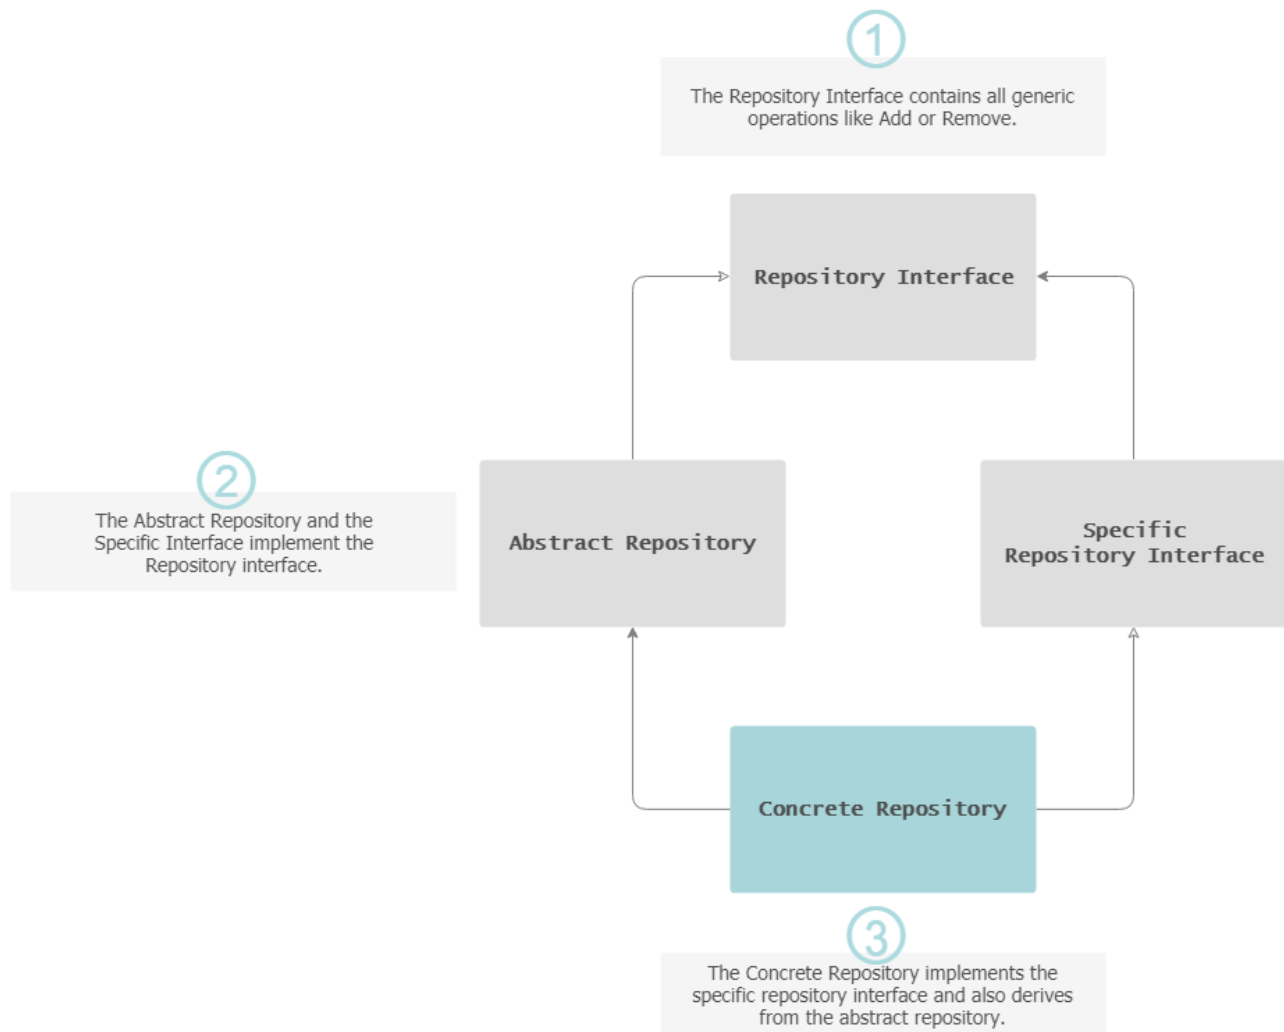 1
The Repository Interface contains all generic
operations like Add or Remove.
Repository Interface
2
The Abstract Repository and the
Specific Interface implement the
Repository interface.
Abstract Repository
Specific
Repository Interface
Concrete Repository
3
The Concrete Repository implements the
specific repository interface and also derives
from the abstract repository.